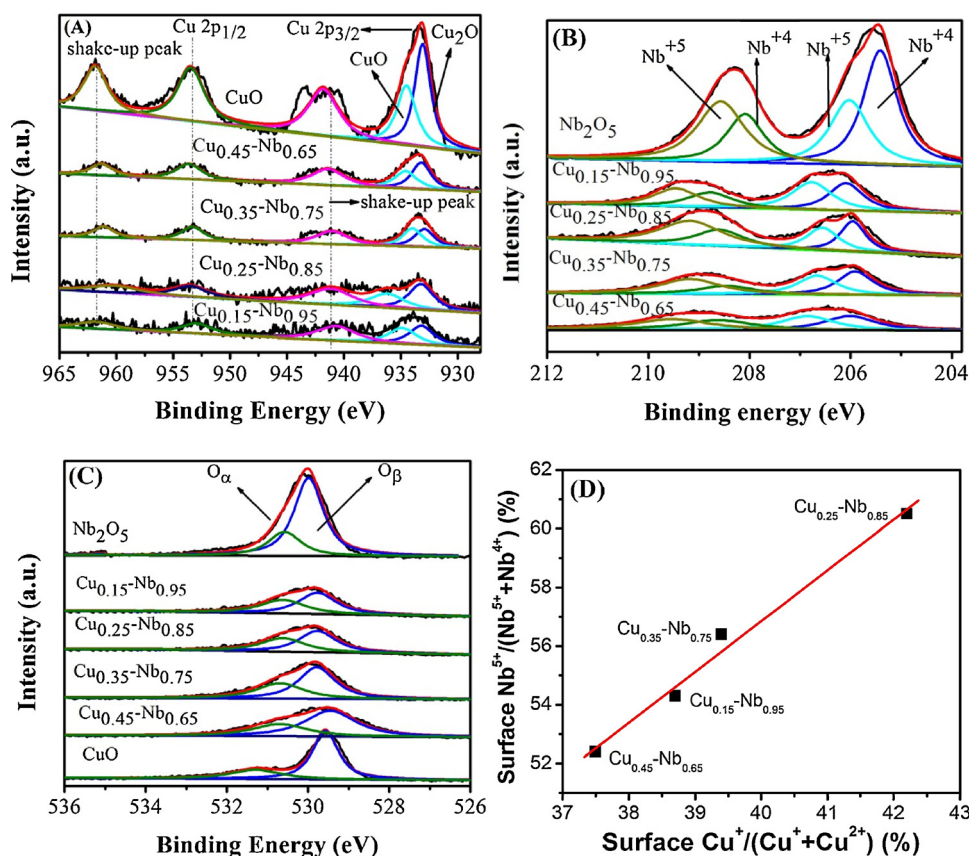 (A)
Cu 2p1/2
Cu 2p3/2
Cu2O
shake-up peak
CuO
CuO
Cu0.45-Nb0.65
Cu0.35-Nb0.75
shake-up peak
Cu0.25-Nb0.85
Cu0.15-Nb0.95
965 960 955 950 945 940 935 930
Binding Energy (eV)
Intensity (a.u.)
(B)
Nb+5
Nb+4
Nb+5
Nb+4
Nb2O5
Cu0.15-Nb0.95
Cu0.25-Nb0.85
Cu0.35-Nb0.75
Cu0.45-Nb0.65
212 210 208 206 204
Binding energy (eV)
Intensity (a.u.)
(C)
Oα
Oβ
Nb2O5
Cu0.15-Nb0.95
Cu0.25-Nb0.85
Cu0.35-Nb0.75
Cu0.45-Nb0.65
CuO
536 534 532 530 528 526
Binding Energy (eV)
Intensity (a.u.)
(D)
62
60
58
56
54
52
Cu0.25-Nb0.85
Cu0.35-Nb0.75
Cu0.15-Nb0.95
Cu0.45-Nb0.65
37 38 39 40 41 42 43
Surface Cu+/(Cu++Cu2+) (%)
Surface Nb5+/(Nb5++Nb4+) (%)